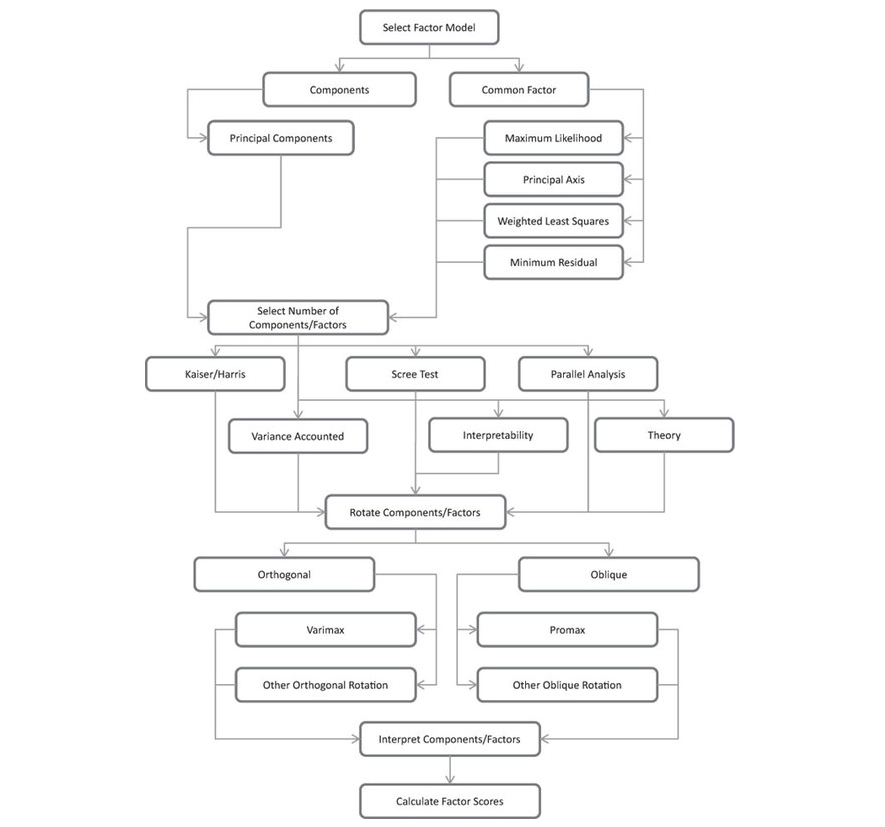 Select Factor Model
Components
Common Factor
Principal Components
Maximum Likelihood
Principal Axis
Weighted Least Squares
Minimum Residual
Select Number of
Components/Factors
Kaiser/Harris
Scree Test
Parallel Analysis
Variance Accounted
Interpretability
Theory
Rotate Components/Factors
Orthogonal
Oblique
Varimax
Promax
Other Orthogonal Rotation
Other Oblique Rotation
Interpret Components/Factors
Calculate Factor Scores